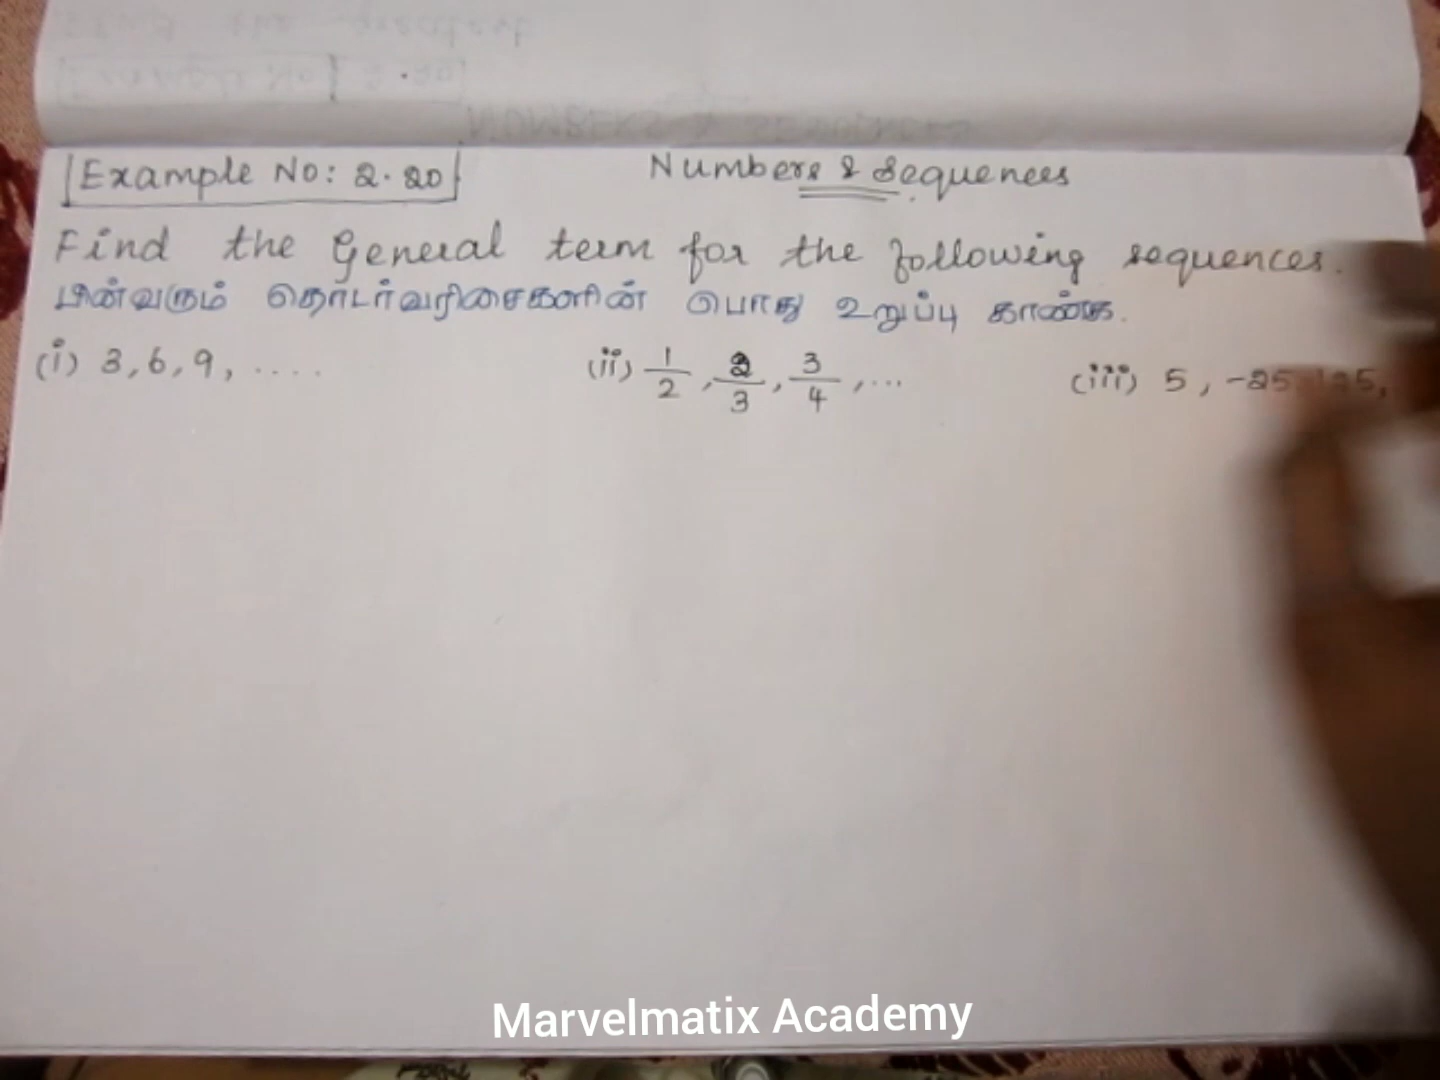 Example No: 2.20
Numbers & Sequences
Find the General term for the following sequences.
பின்வரும் தொடர்வரிசைகளின் பொது உறுப்பு காண்க.
(i) 3, 6, 9, .... (ii) 1/2, 2/3, 3/4, ... (iii) 5, -25,
Marvelmatix Academy